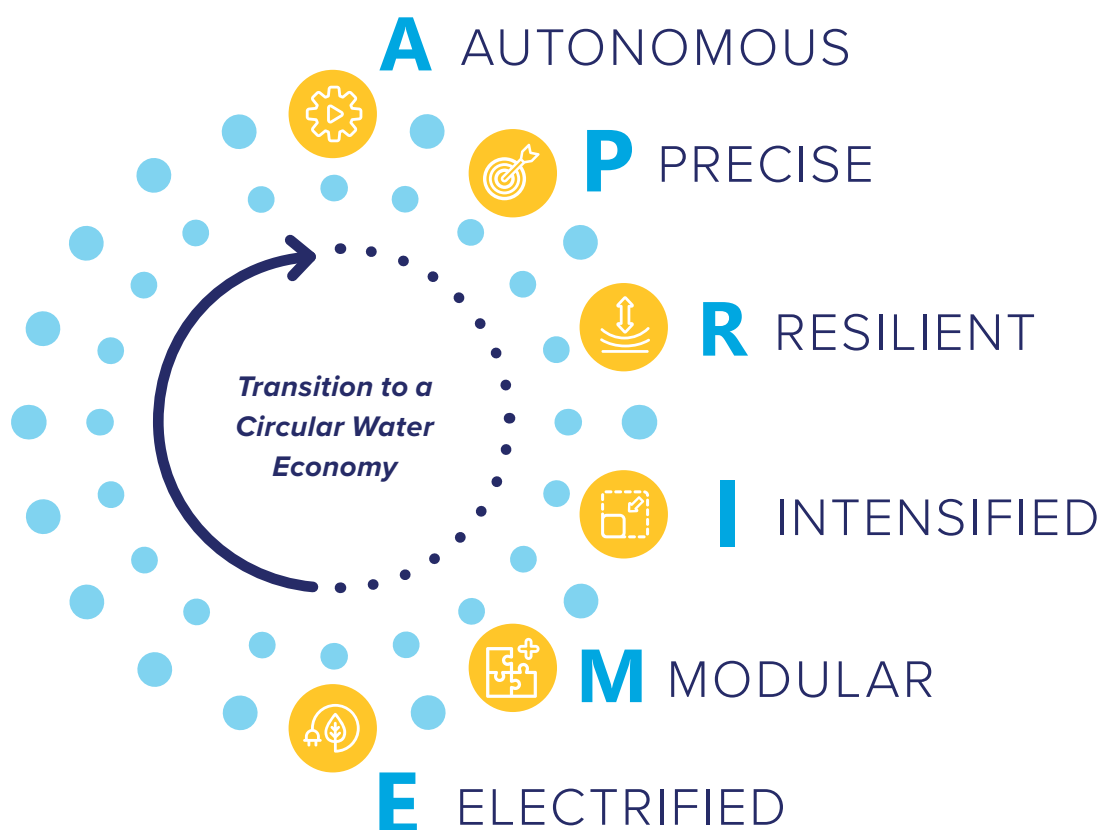 A AUTONOMOUS
P PRECISE
R RESILIENT
Transition to a
Circular Water
Economy
I INTENSIFIED
M MODULAR
E ELECTRIFIED